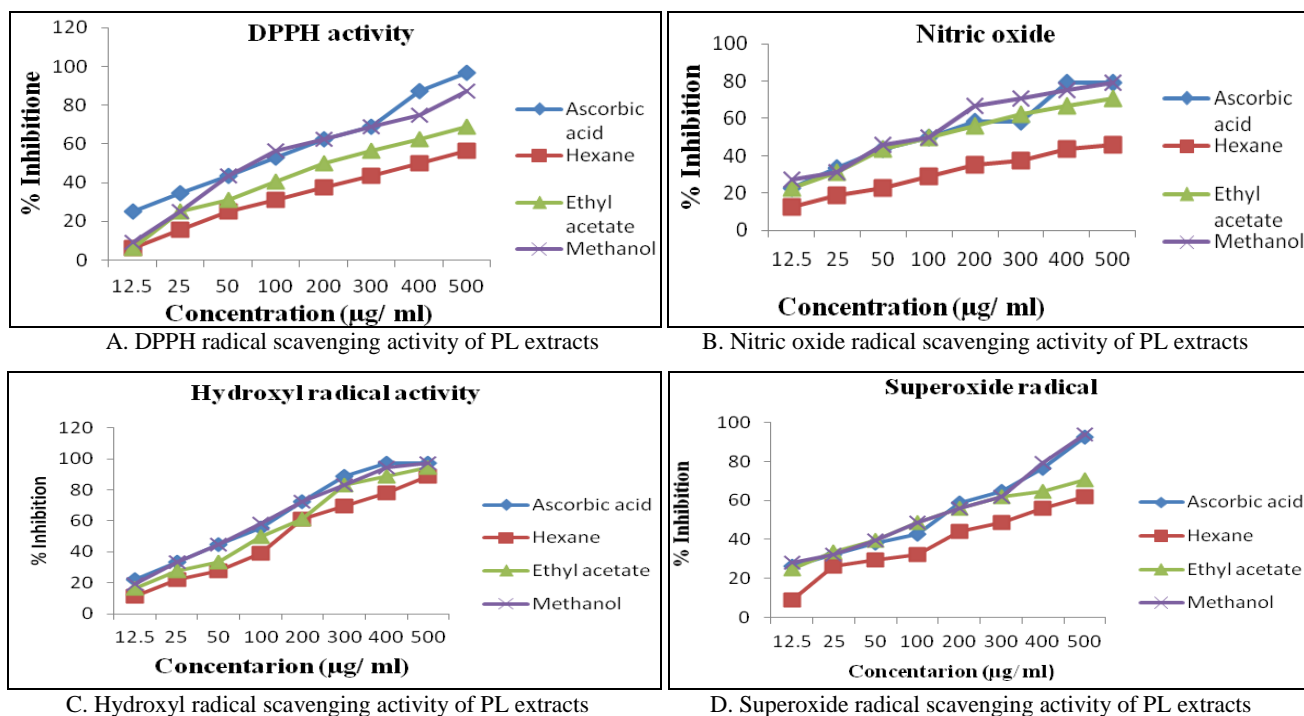 DPPH activity
% Inhibitione
120
100
80
60
40
20
0
12.5 25 50 100 200 300 400 500
Concentration (µg/ ml)
Ascorbic
acid
Hexane
Ethyl
acetate
Methanol
A. DPPH radical scavenging activity of PL extracts
Nitric oxide
% Inhibition
100
80
60
40
20
0
12.5 25 50 100 200 300 400 500
Concentration (µg/ ml)
Ascorbic
acid
Hexane
Ethyl
acetate
Methanol
B. Nitric oxide radical scavenging activity of PL extracts
Hydroxyl radical activity
% Inhibition
120
100
80
60
40
20
0
12.5 25 50 100 200 300 400 500
Concentarion (µg/ ml)
Ascorbic acid
Hexane
Ethyl acetate
Methanol
C. Hydroxyl radical scavenging activity of PL extracts
Superoxide radical
% Inhibition
100
80
60
40
20
0
12.5 25 50 100 200 300 400 500
Concentarion (µg/ml)
Ascorbic acid
Hexane
Ethyl acetate
Methanol
D. Superoxide radical scavenging activity of PL extracts